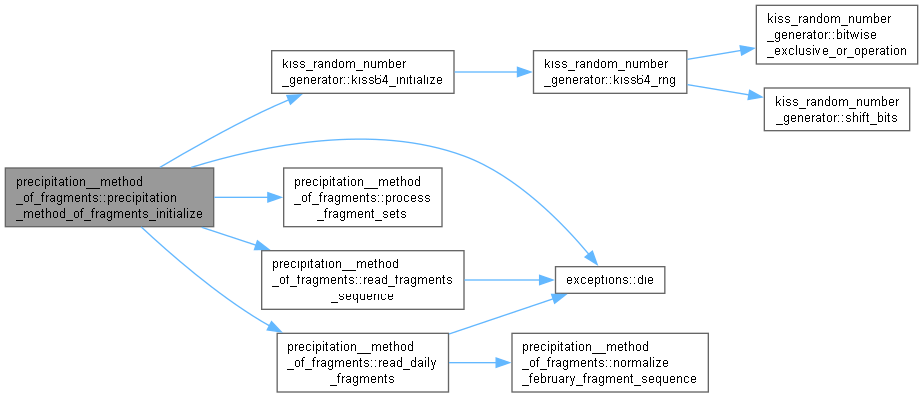 kiss_random_number
_generator::bitwise
_exclusive_or_operation
kiss_random_number
_generator::kiss64_initialize
kiss_random_number
_generator::kiss64_rng
kiss_random_number
_generator::shift_bits
precipitation__method
_of_fragments::precipitation
_method_of_fragments_initialize
precipitation__method
_of_fragments::process
_fragment_sets
precipitation__method
_of_fragments::read_fragments
_sequence
exceptions::die
precipitation__method
_of_fragments::read_daily
_fragments
precipitation__method
_of_fragments::normalize
_february_fragment_sequence